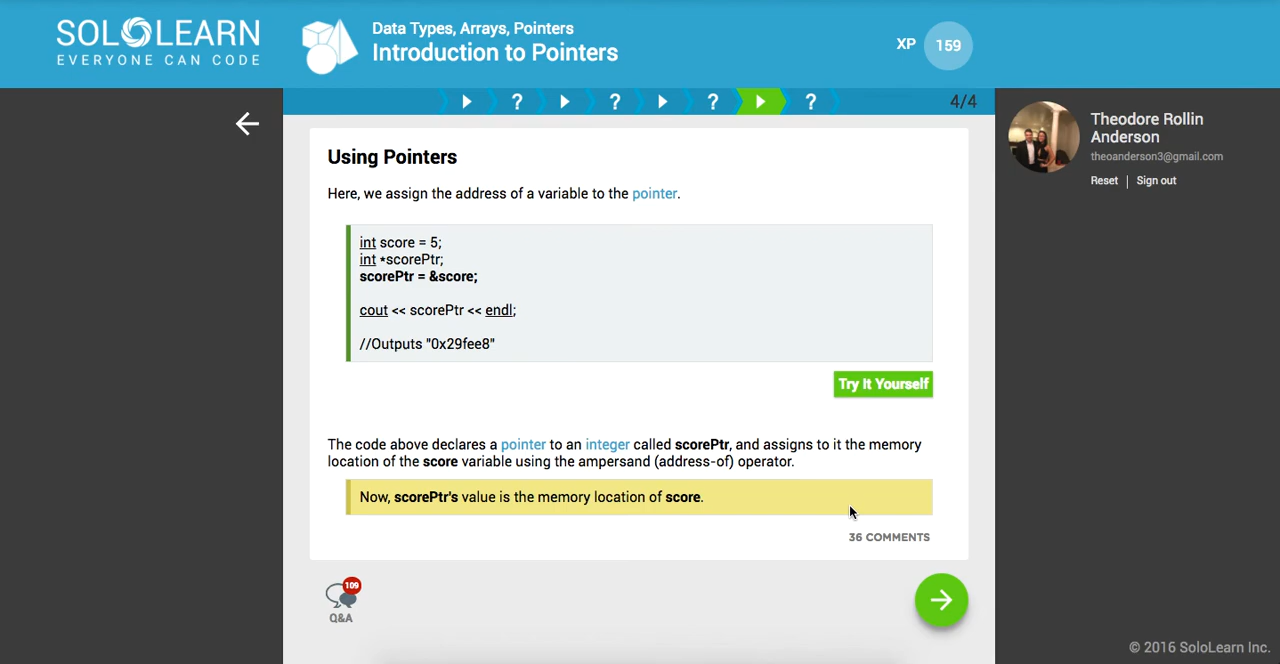 SOLOLEARN
EVERYONE CAN CODE
Data Types, Arrays, Pointers
Introduction to Pointers
XP 159
? ? ? ? 4/4
Theodore Rollin
Anderson
theoanderson3@gmail.com
Reset | Sign out
Using Pointers
Here, we assign the address of a variable to the pointer.
int score = 5;
int *scorePtr;
scorePtr = &score;
cout << scorePtr << endl;
//Outputs "0x29fee8"
Try It Yourself
The code above declares a pointer to an integer called scorePtr, and assigns to it the memory
location of the score variable using the ampersand (address-of) operator.
Now, scorePtr's value is the memory location of score.
36 COMMENTS
109
Q&A
© 2016 SoloLearn Inc.